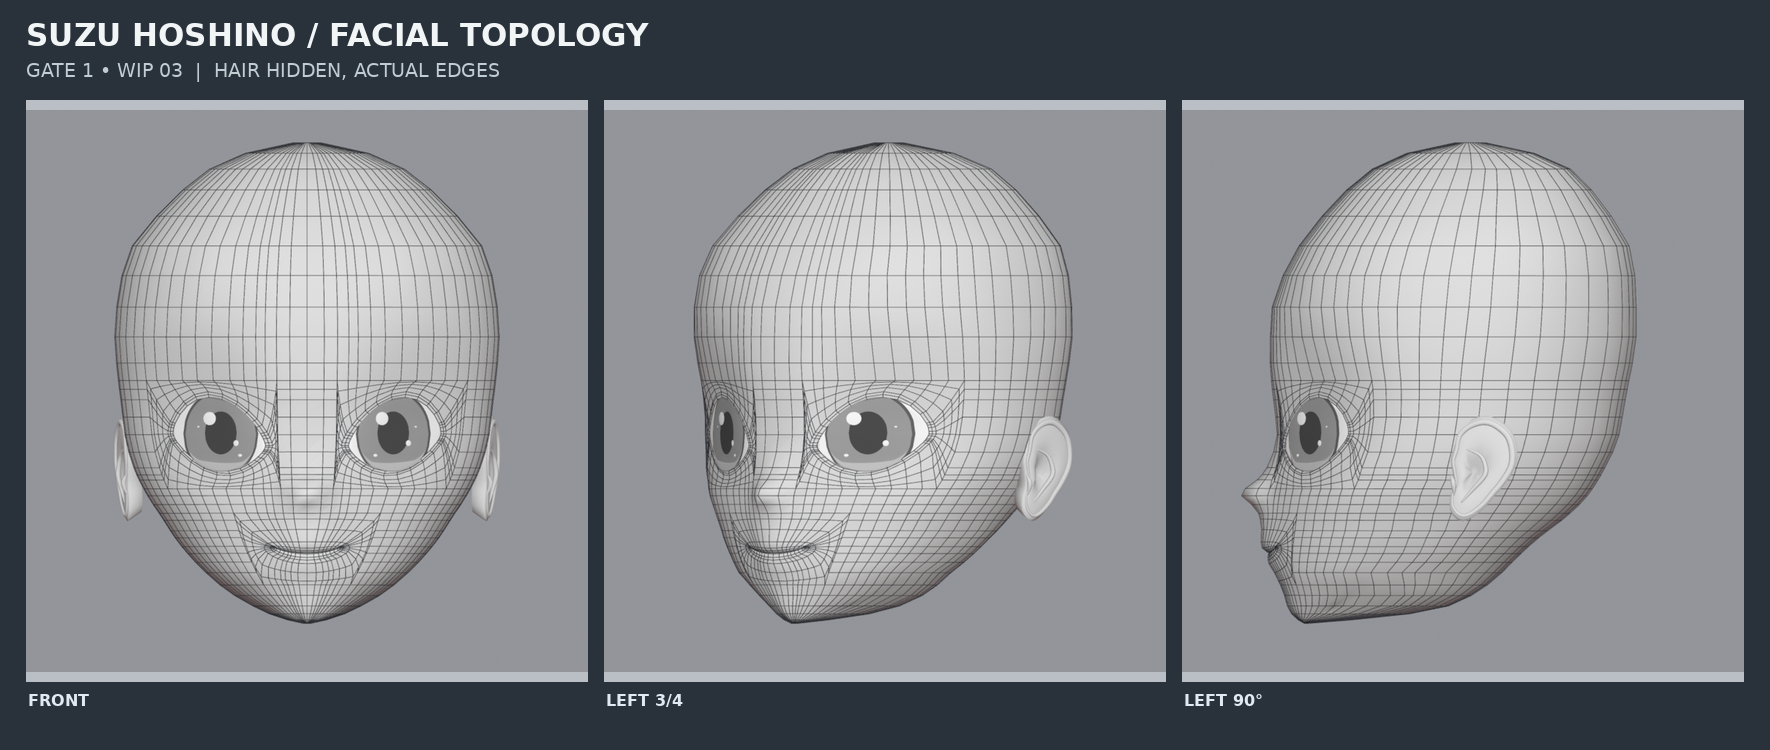 SUZU HOSHINO / FACIAL TOPOLOGY
GATE 1 • WIP 03 | HAIR HIDDEN, ACTUAL EDGES
FRONT
LEFT 3/4
LEFT 90°